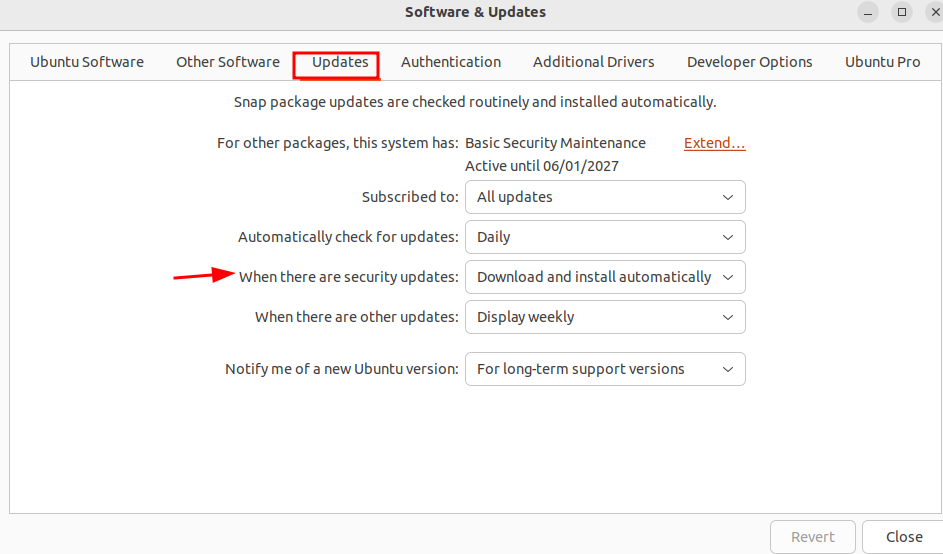 Software & Updates
Ubuntu Software Other Software Updates Authentication Additional Drivers Developer Options Ubuntu Pro
Snap package updates are checked routinely and installed automatically.
For other packages, this system has: Basic Security Maintenance Extend...
Active until 06/01/2027
Subscribed to: All updates
Automatically check for updates: Daily
When there are security updates: Download and install automatically
When there are other updates: Display weekly
Notify me of a new Ubuntu version: For long-term support versions
Revert Close